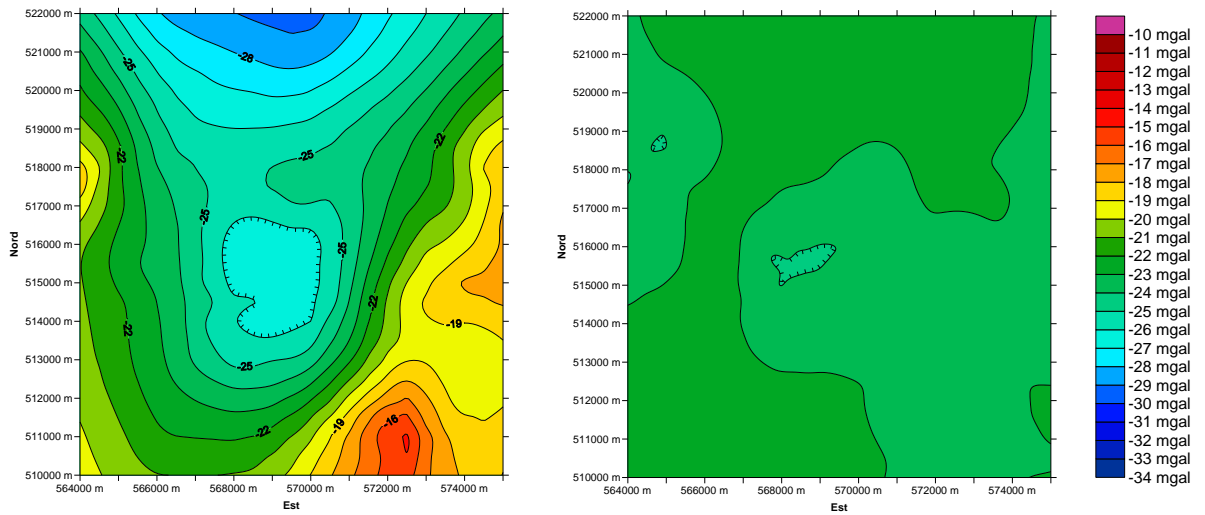 522000 m
521000 m
520000 m
519000 m
518000 m
517000 m
516000 m
515000 m
514000 m
513000 m
512000 m
511000 m
510000 m
Nord
564000 m
566000 m
568000 m
570000 m
572000 m
574000 m
Est
-28
-25
-22
-22
-25
-25
-25
-22
-22
-19
-25
-16
-19
-22
522000 m
521000 m
520000 m
519000 m
518000 m
517000 m
516000 m
515000 m
514000 m
513000 m
512000 m
511000 m
510000 m
Nord
564000 m
566000 m
568000 m
570000 m
572000 m
574000 m
Est
-10 mgal
-11 mgal
-12 mgal
-13 mgal
-14 mgal
-15 mgal
-16 mgal
-17 mgal
-18 mgal
-19 mgal
-20 mgal
-21 mgal
-22 mgal
-23 mgal
-24 mgal
-25 mgal
-26 mgal
-27 mgal
-28 mgal
-29 mgal
-30 mgal
-31 mgal
-32 mgal
-33 mgal
-34 mgal